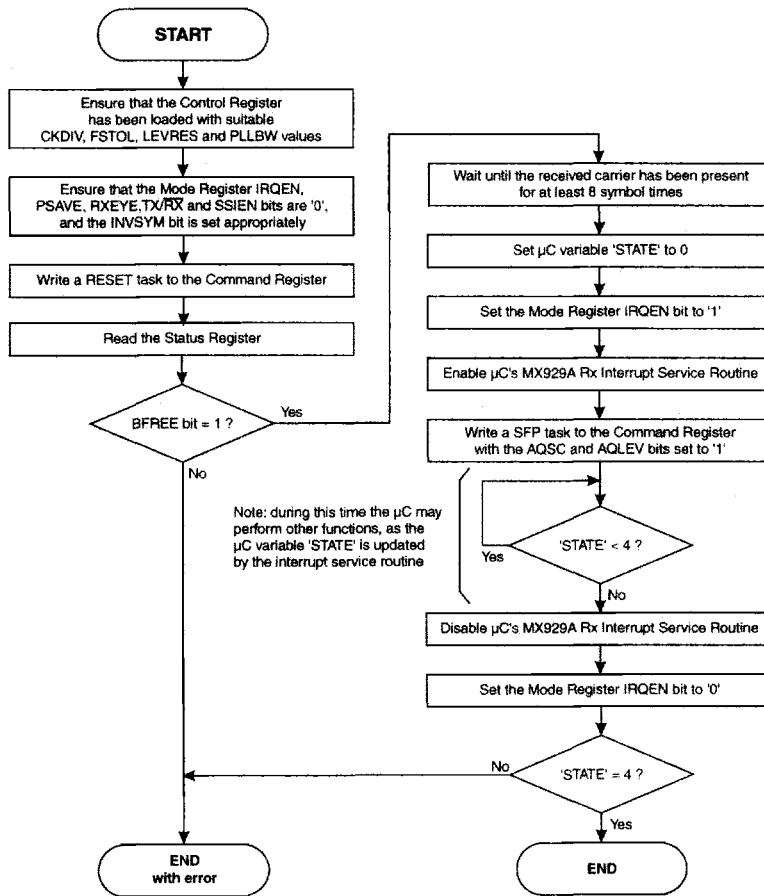 START
Ensure that the Control Register
has been loaded with suitable
CKDIV, FSTOL, LEVRES and PLLBW values
Ensure that the Mode Register IRQEN,
PSAVE, RXEYE,TX/RX and SSIEN bits are '0',
and the INVSYM bit is set appropriately
Write a RESET task to the Command Register
Read the Status Register
BFREE bit = 1 ?
Yes
No
Wait until the received carrier has been present
for at least 8 symbol times
Set µC variable 'STATE' to 0
Set the Mode Register IRQEN bit to '1'
Enable µC's MX929A Rx Interrupt Service Routine
Write a SFP task to the Command Register
with the AQSC and AQLEV bits set to '1'
Note: during this time the µC may
perform other functions, as the
µC variable 'STATE' is updated
by the interrupt service routine
'STATE' < 4 ?
Yes
No
Disable µC's MX929A Rx Interrupt Service Routine
Set the Mode Register IRQEN bit to '0'
'STATE' = 4 ?
No
Yes
END
with error
END